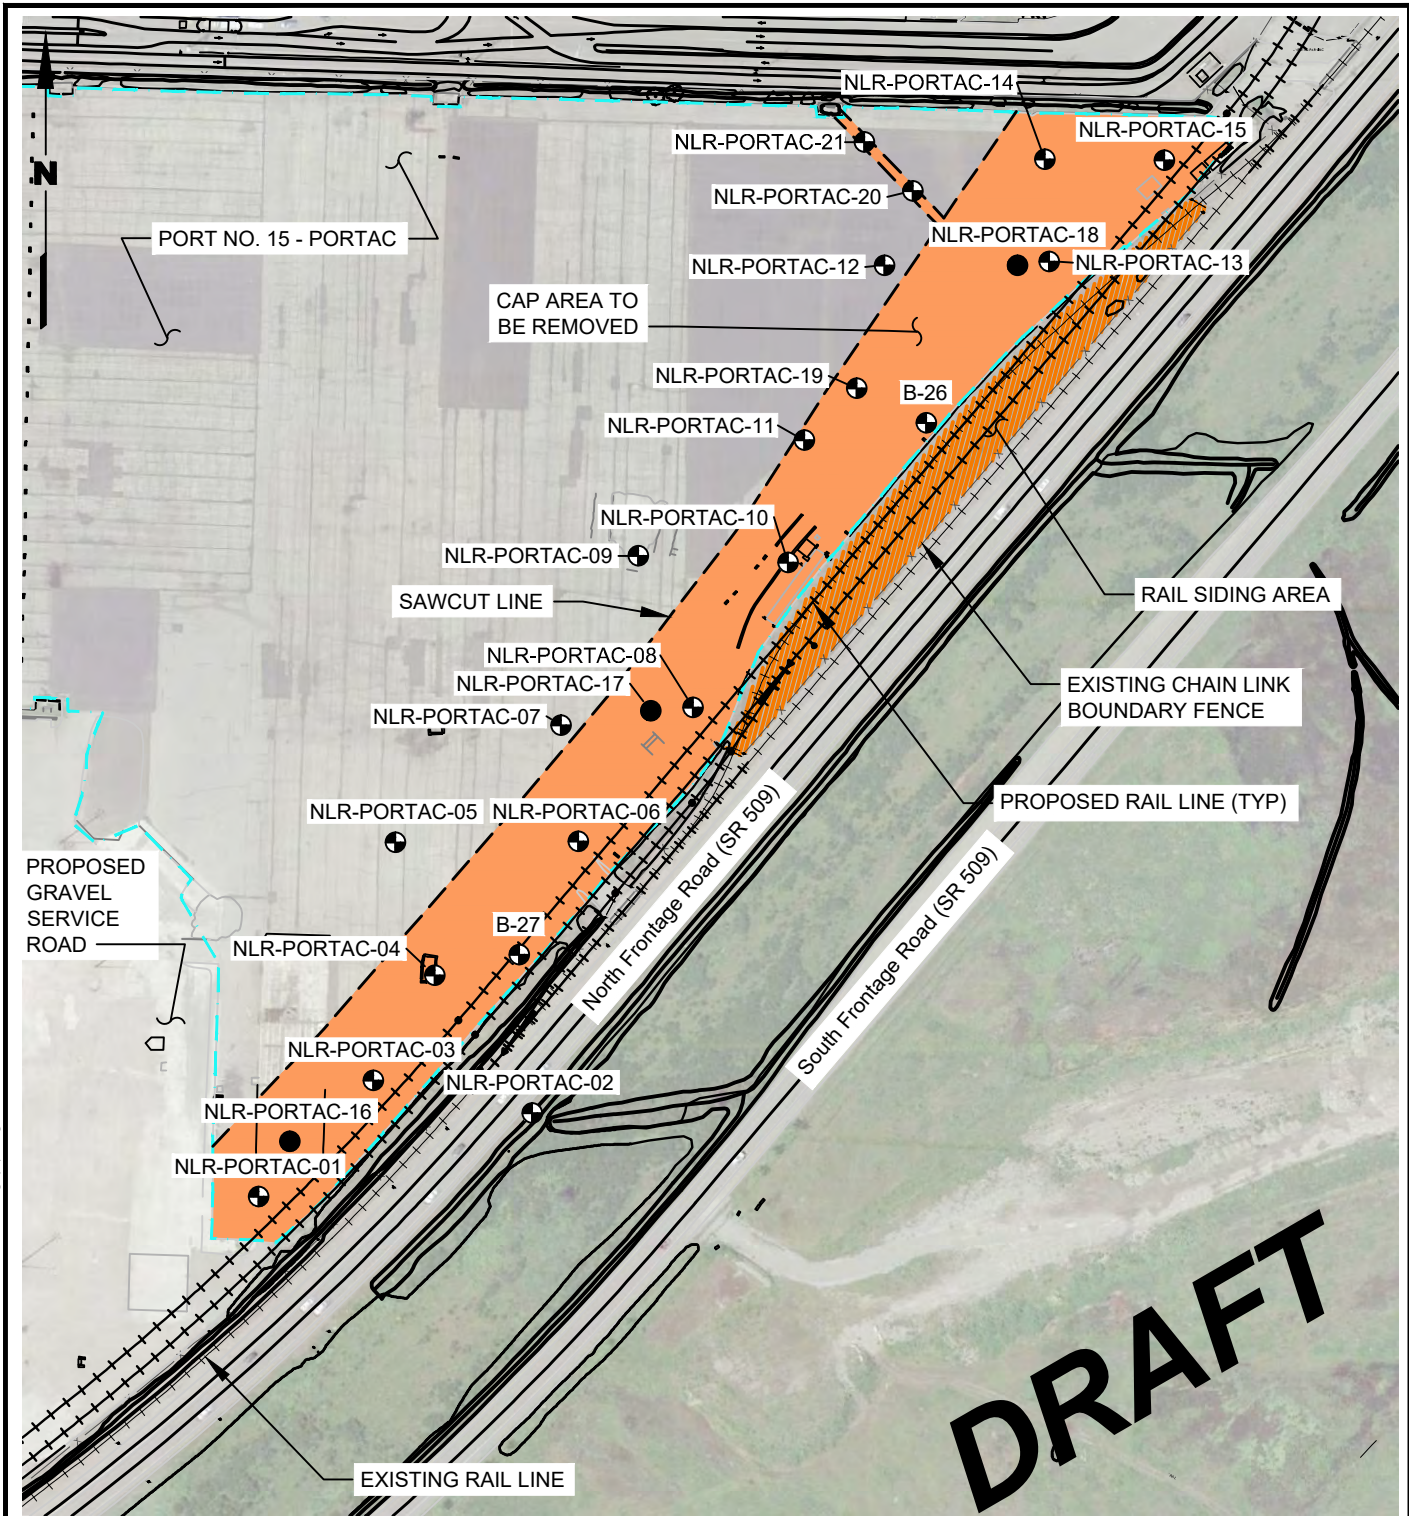 NLR-PORTAC-14
NLR-PORTAC-15
NLR-PORTAC-21
N
NLR-PORTAC-20
PORT NO. 15 - PORTAC
NLR-PORTAC-18
NLR-PORTAC-12
NLR-PORTAC-13
CAP AREA TO
BE REMOVED
NLR-PORTAC-19
B-26
NLR-PORTAC-11
NLR-PORTAC-10
NLR-PORTAC-09
SAWCUT LINE
RAIL SIDING AREA
NLR-PORTAC-08
NLR-PORTAC-17
EXISTING CHAIN LINK
BOUNDARY FENCE
NLR-PORTAC-07
PROPOSED RAIL LINE (TYP)
NLR-PORTAC-05
NLR-PORTAC-06
PROPOSED
GRAVEL
SERVICE
ROAD
North Frontage Road (SR 509)
South Frontage Road (SR 509)
B-27
NLR-PORTAC-04
NLR-PORTAC-03
NLR-PORTAC-02
NLR-PORTAC-16
NLR-PORTAC-01
DRAFT
EXISTING RAIL LINE